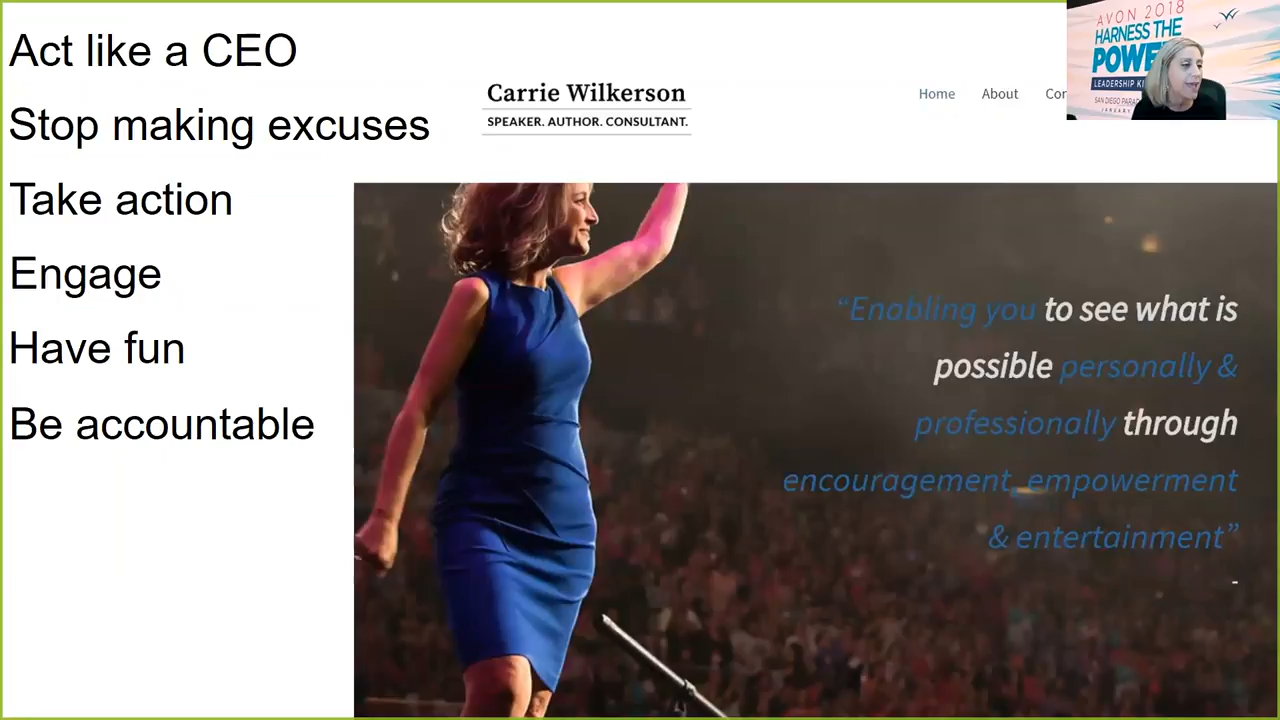 Act like a CEO
Stop making excuses
Take action
Engage
Have fun
Be accountable
Carrie Wilkerson
SPEAKER. AUTHOR. CONSULTANT.
Home About
“Enabling you to see what is
possible personally &
professionally through
encouragement, empowerment
& entertainment”
-
AVON 2018
HARNESS THE
LEADERSHIP
SAN DIEGO